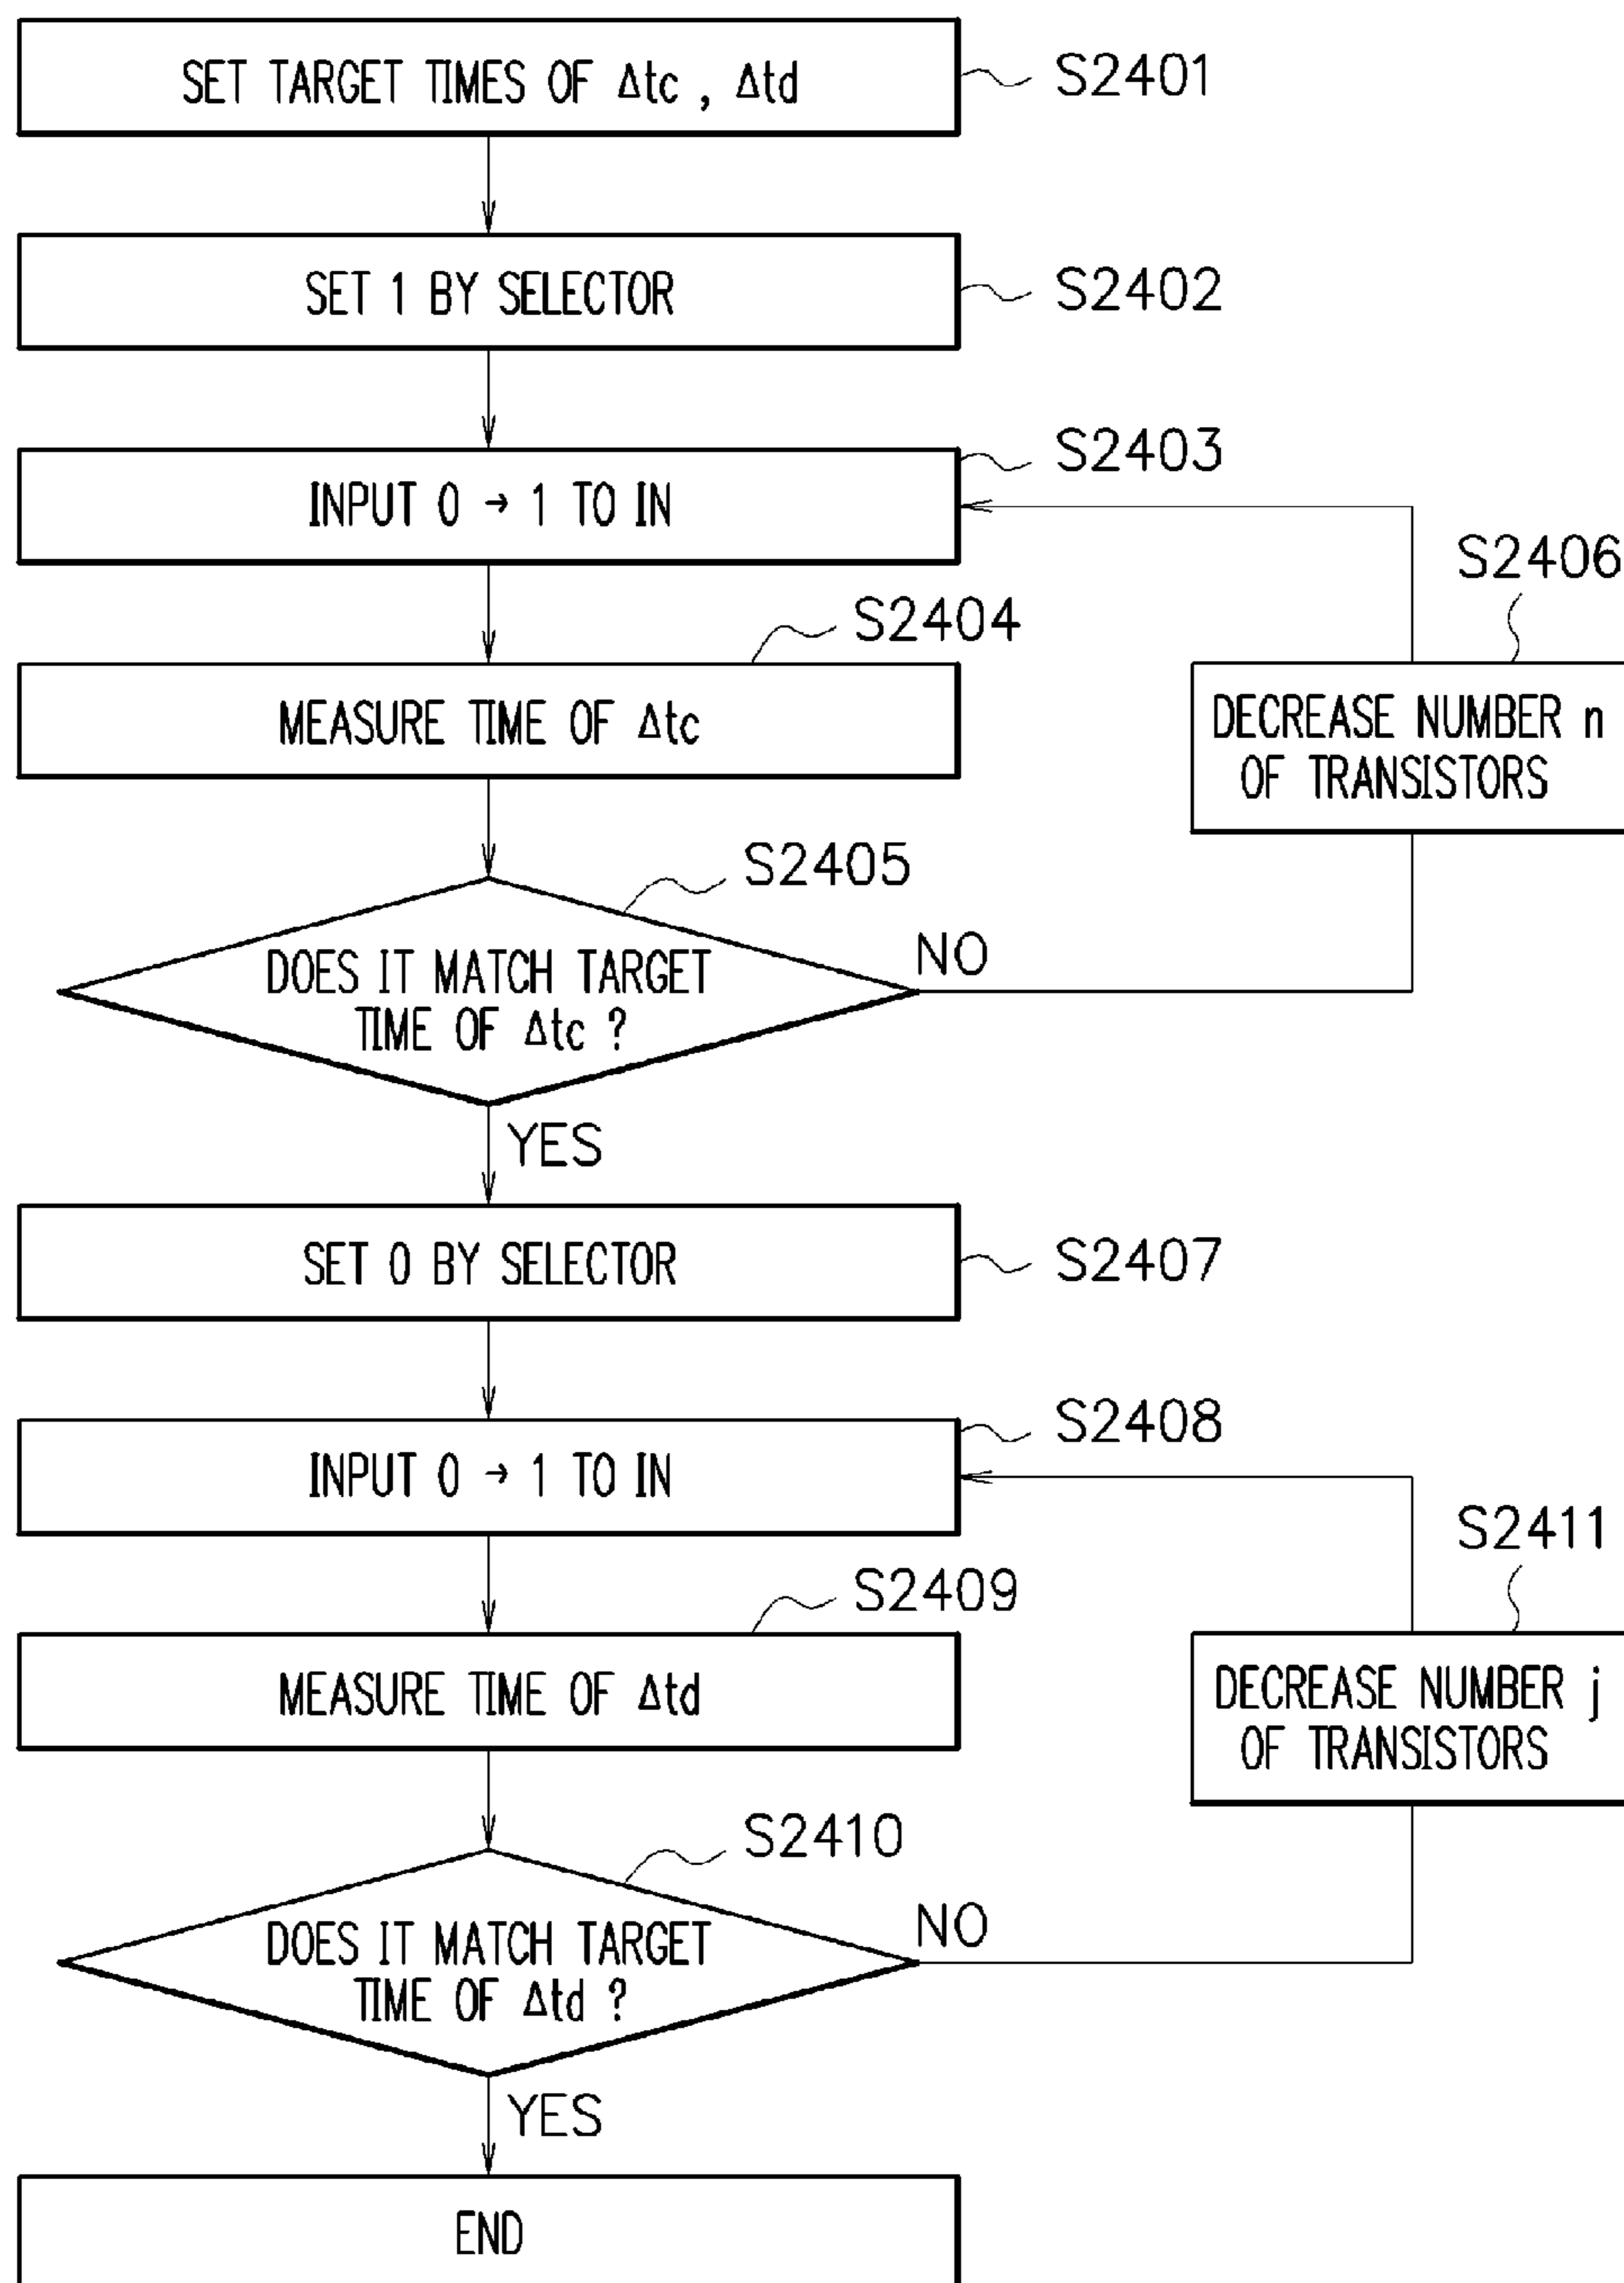 SET TARGET TIMES OF Δtc , Δtd
S2401
SET 1 BY SELECTOR
S2402
INPUT 0 → 1 TO IN
S2403
MEASURE TIME OF Δtc
S2404
DOES IT MATCH TARGET
TIME OF Δtc ?
S2405
NO
DECREASE NUMBER n
OF TRANSISTORS
S2406
YES
SET 0 BY SELECTOR
S2407
INPUT 0 → 1 TO IN
S2408
MEASURE TIME OF Δtd
S2409
DOES IT MATCH TARGET
TIME OF Δtd ?
S2410
NO
DECREASE NUMBER j
OF TRANSISTORS
S2411
YES
END